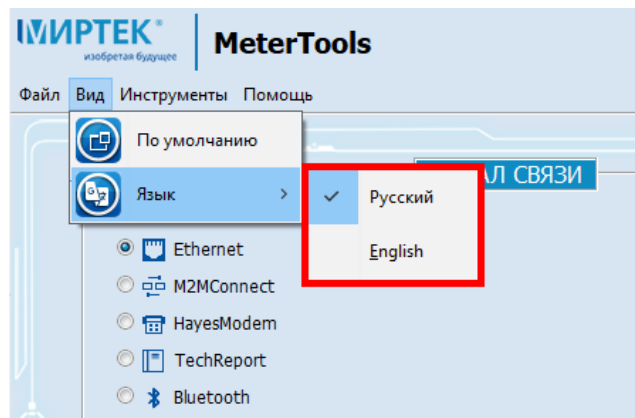 МИРТЕК
изобретая будущее
MeterTools
Файл Вид Инструменты Помощь
По умолчанию
АЛ СВЯЗИ
Язык
Русский
English
Ethernet
M2MConnect
HayesModem
TechReport
Bluetooth